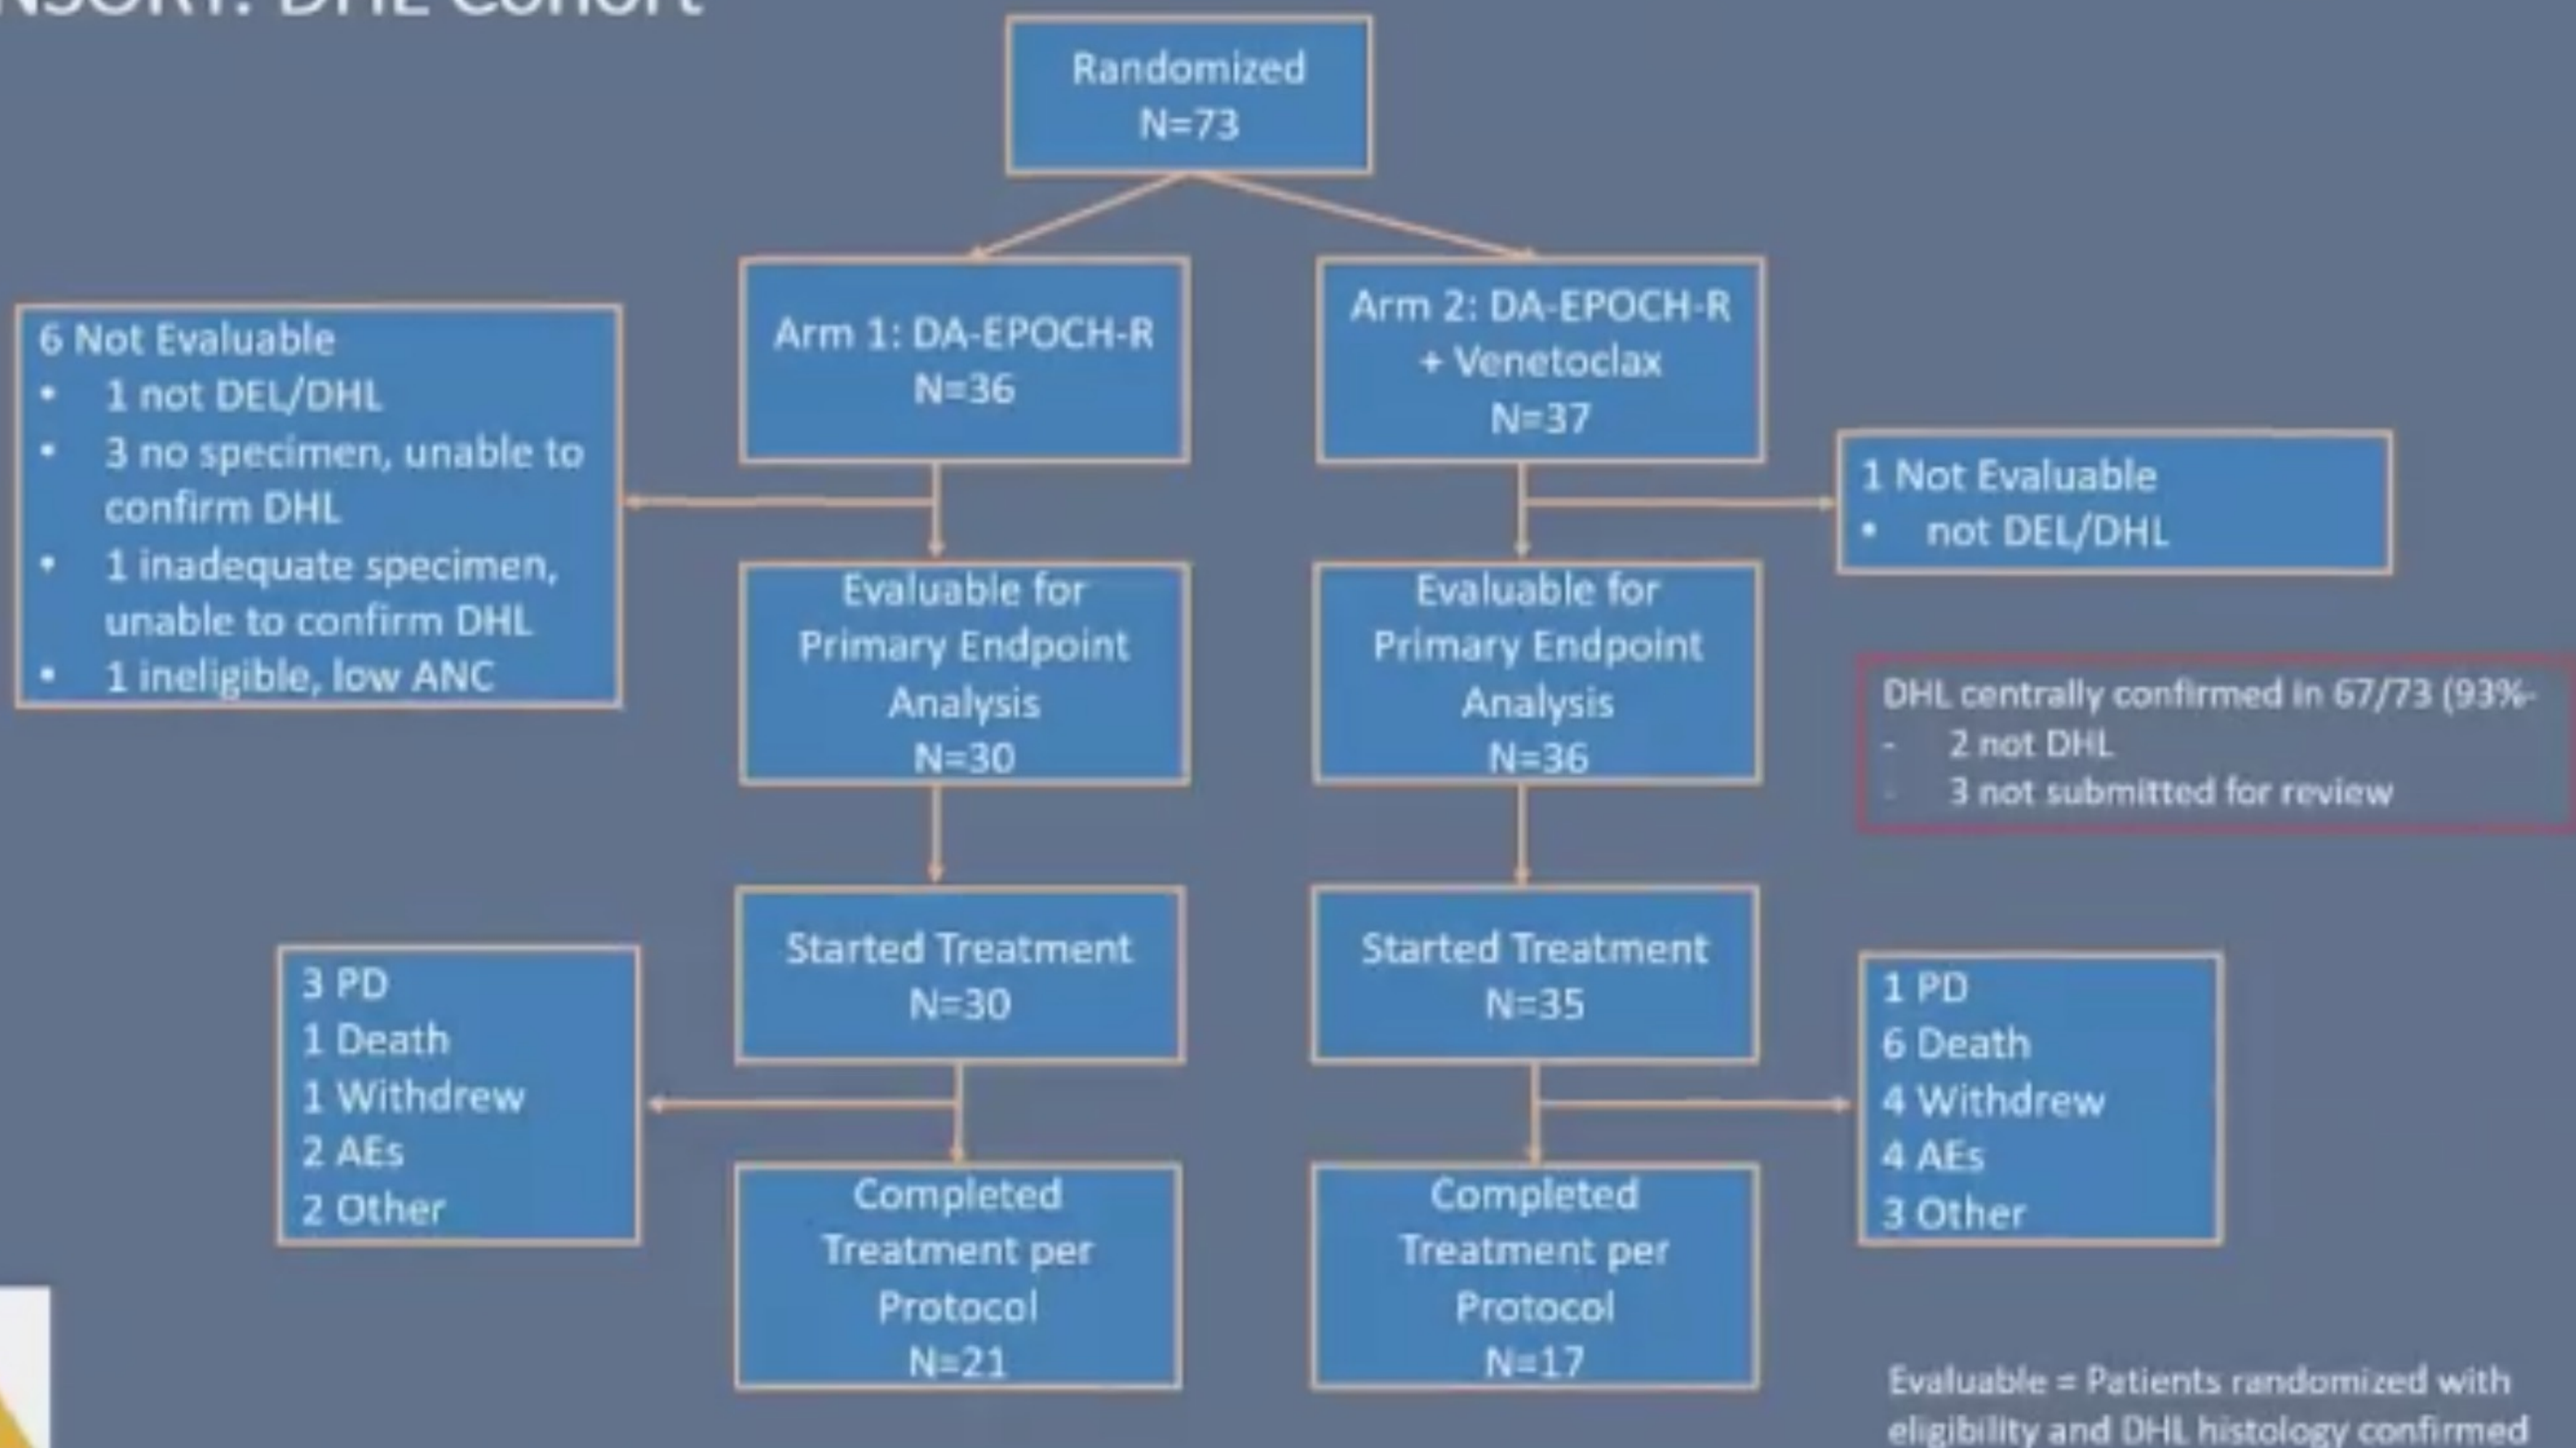 DHL Cohort
Randomized
N=73
Arm 1: DA-EPOCH-R
N=36
Arm 2: DA-EPOCH-R
+ Venetoclax
N=37
6 Not Evaluable
• 1 not DEL/DHL
• 3 no specimen, unable to
confirm DHL
• 1 inadequate specimen,
unable to confirm DHL
• 1 ineligible, low ANC
1 Not Evaluable
• not DEL/DHL
Evaluable for
Primary Endpoint
Analysis
N=30
Evaluable for
Primary Endpoint
Analysis
N=36
DHL centrally confirmed in 67/73 (93%-
- 2 not DHL
- 3 not submitted for review
Started Treatment
N=30
Started Treatment
N=35
3 PD
1 Death
1 Withdrew
2 AEs
2 Other
1 PD
6 Death
4 Withdrew
4 AEs
3 Other
Completed
Treatment per
Protocol
N=21
Completed
Treatment per
Protocol
N=17
Evaluable = Patients randomized with
eligibility and DHL histology confirmed